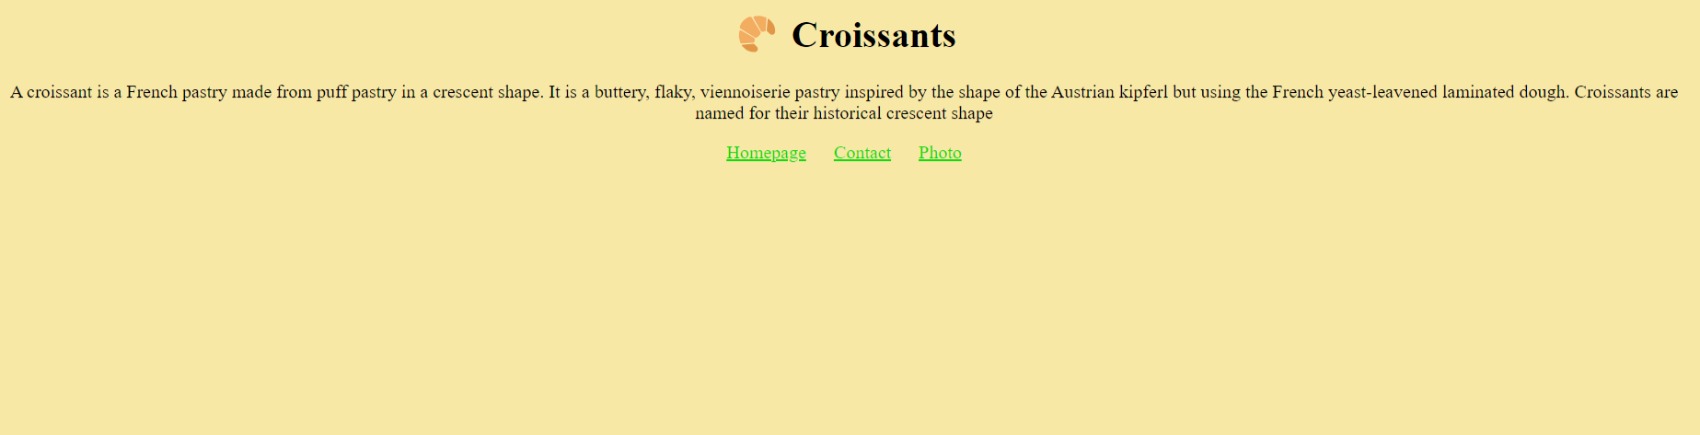 Croissants
A croissant is a French pastry made from puff pastry in a crescent shape. It is a buttery, flaky, viennoiserie pastry inspired by the shape of the Austrian kipferl but using the French yeast-leavened laminated dough. Croissants are
named for their historical crescent shape
Homepage Contact Photo